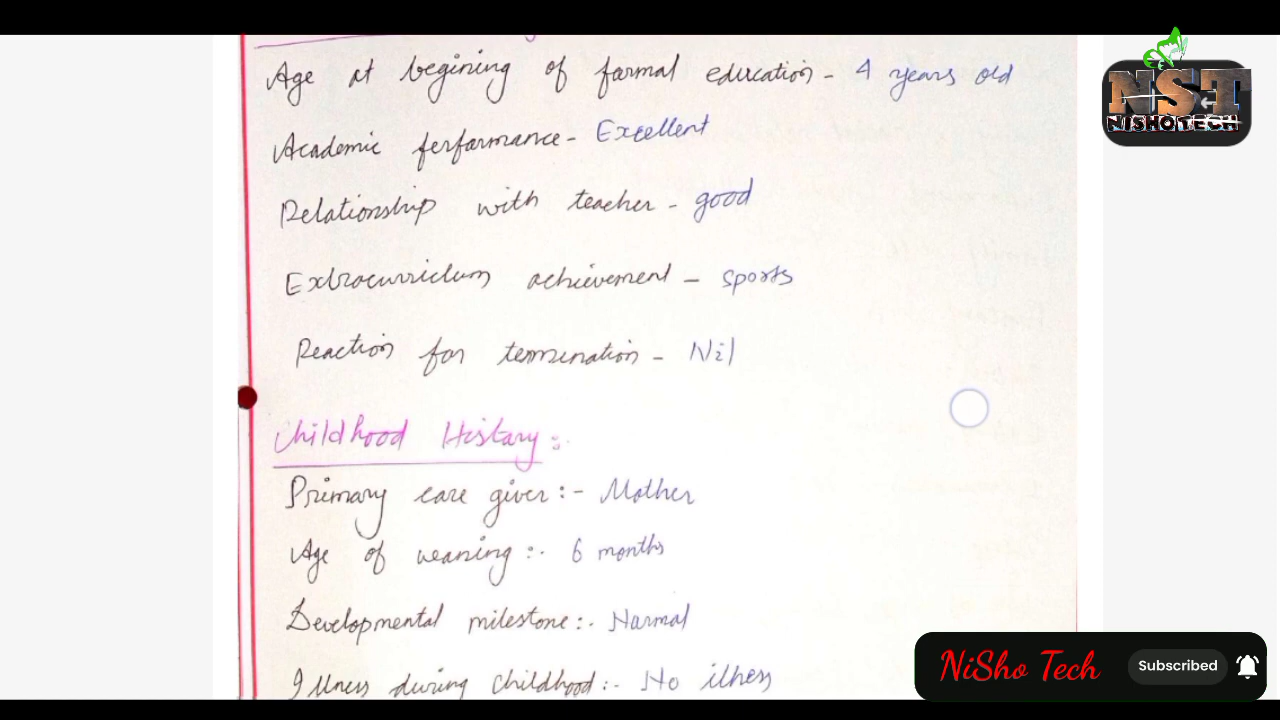 Age at begining of formal education - 4 years old
Academic performance - Excellent
Relationship with teacher - good
Extracurriculum achievement - sports
Reaction for termination - Nil
Childhood History :-
Primary care giver :- Mother
Age of weaning :- 6 months
Developmental milestone :- Normal
Illness during childhood :- No illness
NST
NISHO TECH
NiSho Tech
Subscribed